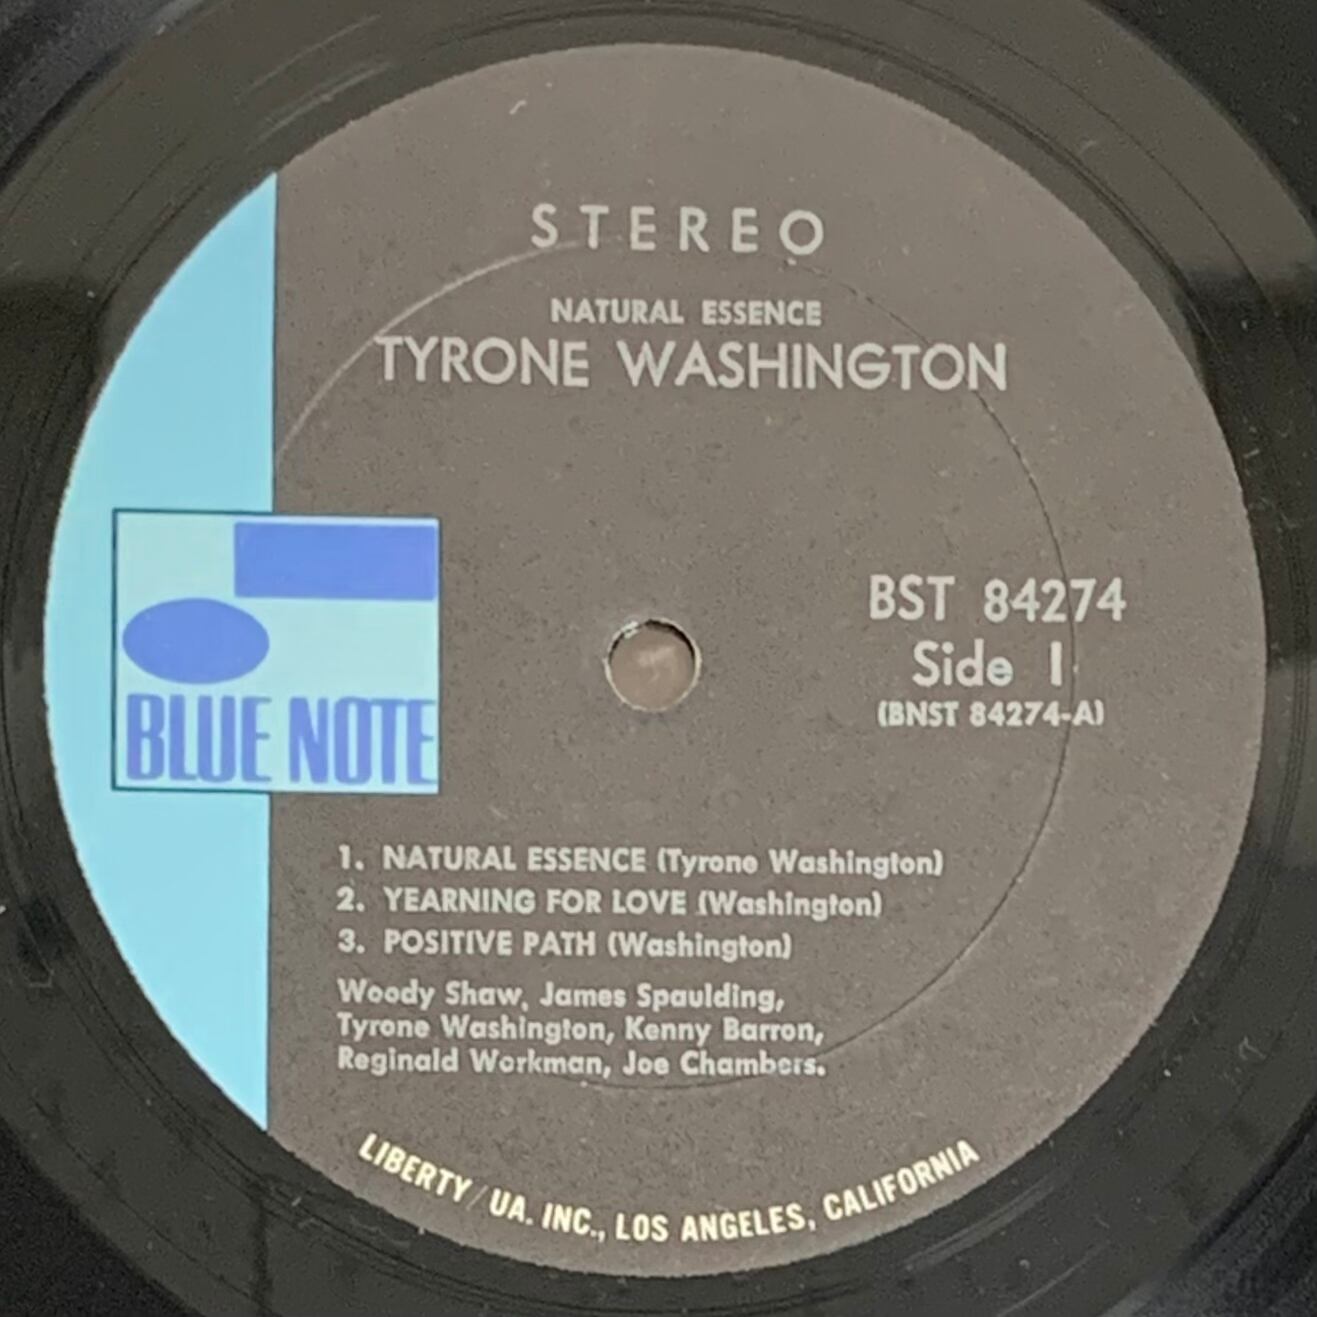 STEREO
NATURAL ESSENCE
TYRONE WASHINGTON
BST 84274
Side 1
(BNST 84274-A)
BLUE NOTE
1. NATURAL ESSENCE (Tyrone Washington)
2. YEARNING FOR LOVE (Washington)
3. POSITIVE PATH (Washington)
Woody Shaw, James Spaulding,
Tyrone Washington, Kenny Barron,
Reginald Workman, Joe Chambers.
LIBERTY/UA. INC., LOS ANGELES, CALIFORNIA